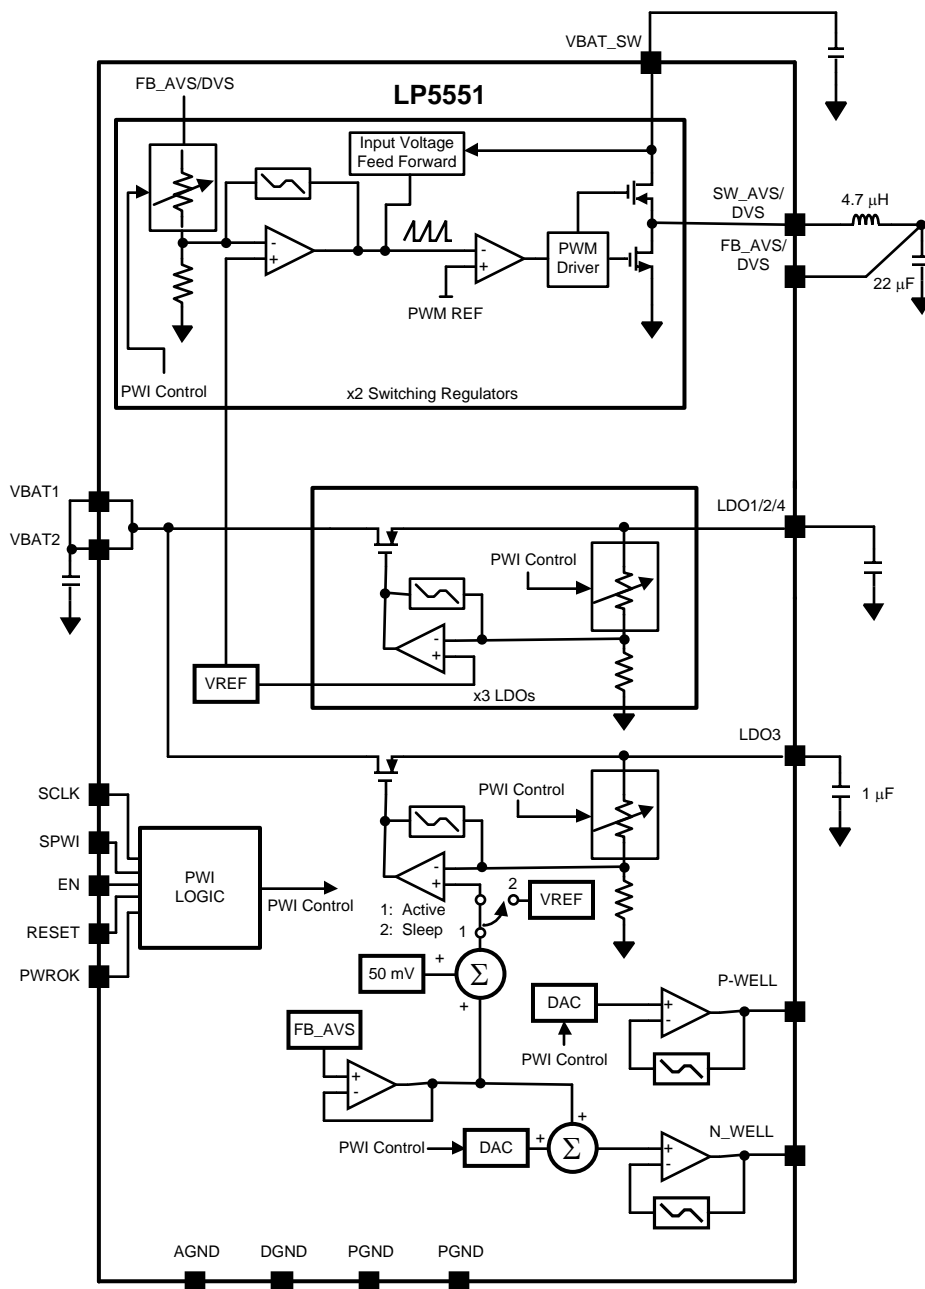 VBAT_SW
FB_AVS/DVS
LP5551
Input Voltage
Feed Forward
SW_AVS/
DVS
4.7 μH
FB_AVS/
DVS
22 μF
-
+
-
+
PWM
Driver
PWM REF
PWI Control
x2 Switching Regulators
VBAT1
VBAT2
LDO1/2/4
PWI Control
-
+
VREF
x3 LDOs
LDO3
SCLK
SPWI
EN
RESET
PWROK
PWI
LOGIC
PWI Control
PWI Control
1 μF
-
+
1: Active
2: Sleep
2
1
VREF
+
50 mV
Σ
+
P-WELL
DAC
+
-
PWI Control
FB_AVS
+
-
+
N_WELL
PWI Control
DAC
+
Σ
+
-
AGND
DGND
PGND
PGND